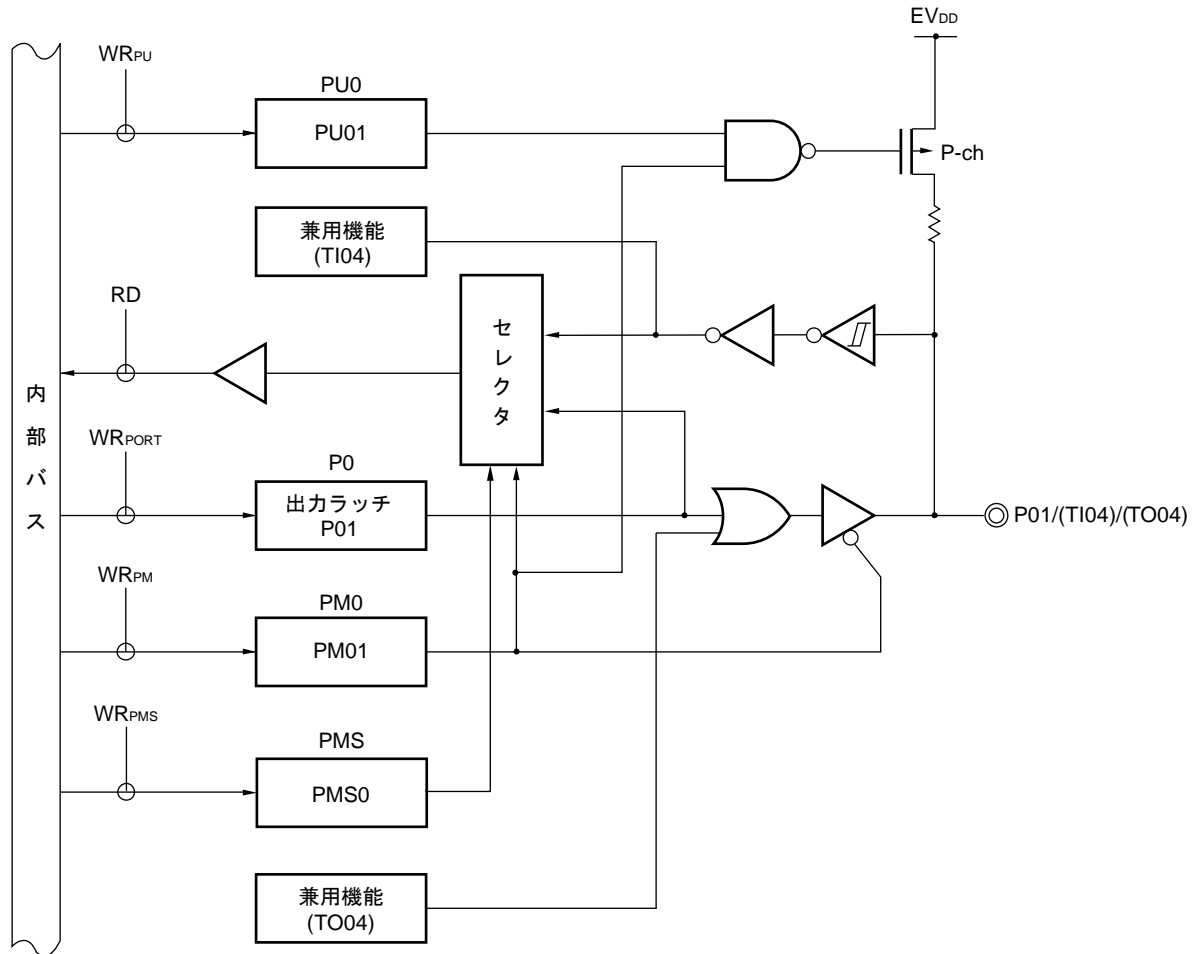 EVDD
WRPU
PU0
PU01
P-ch
兼用機能
(TI04)
RD
セレクタ
内部バス
WRPORT
P0
出力ラッチ
P01
P01/(TI04)/(TO04)
WRPM
PM0
PM01
WRPMS
PMS
PMS0
兼用機能
(TO04)